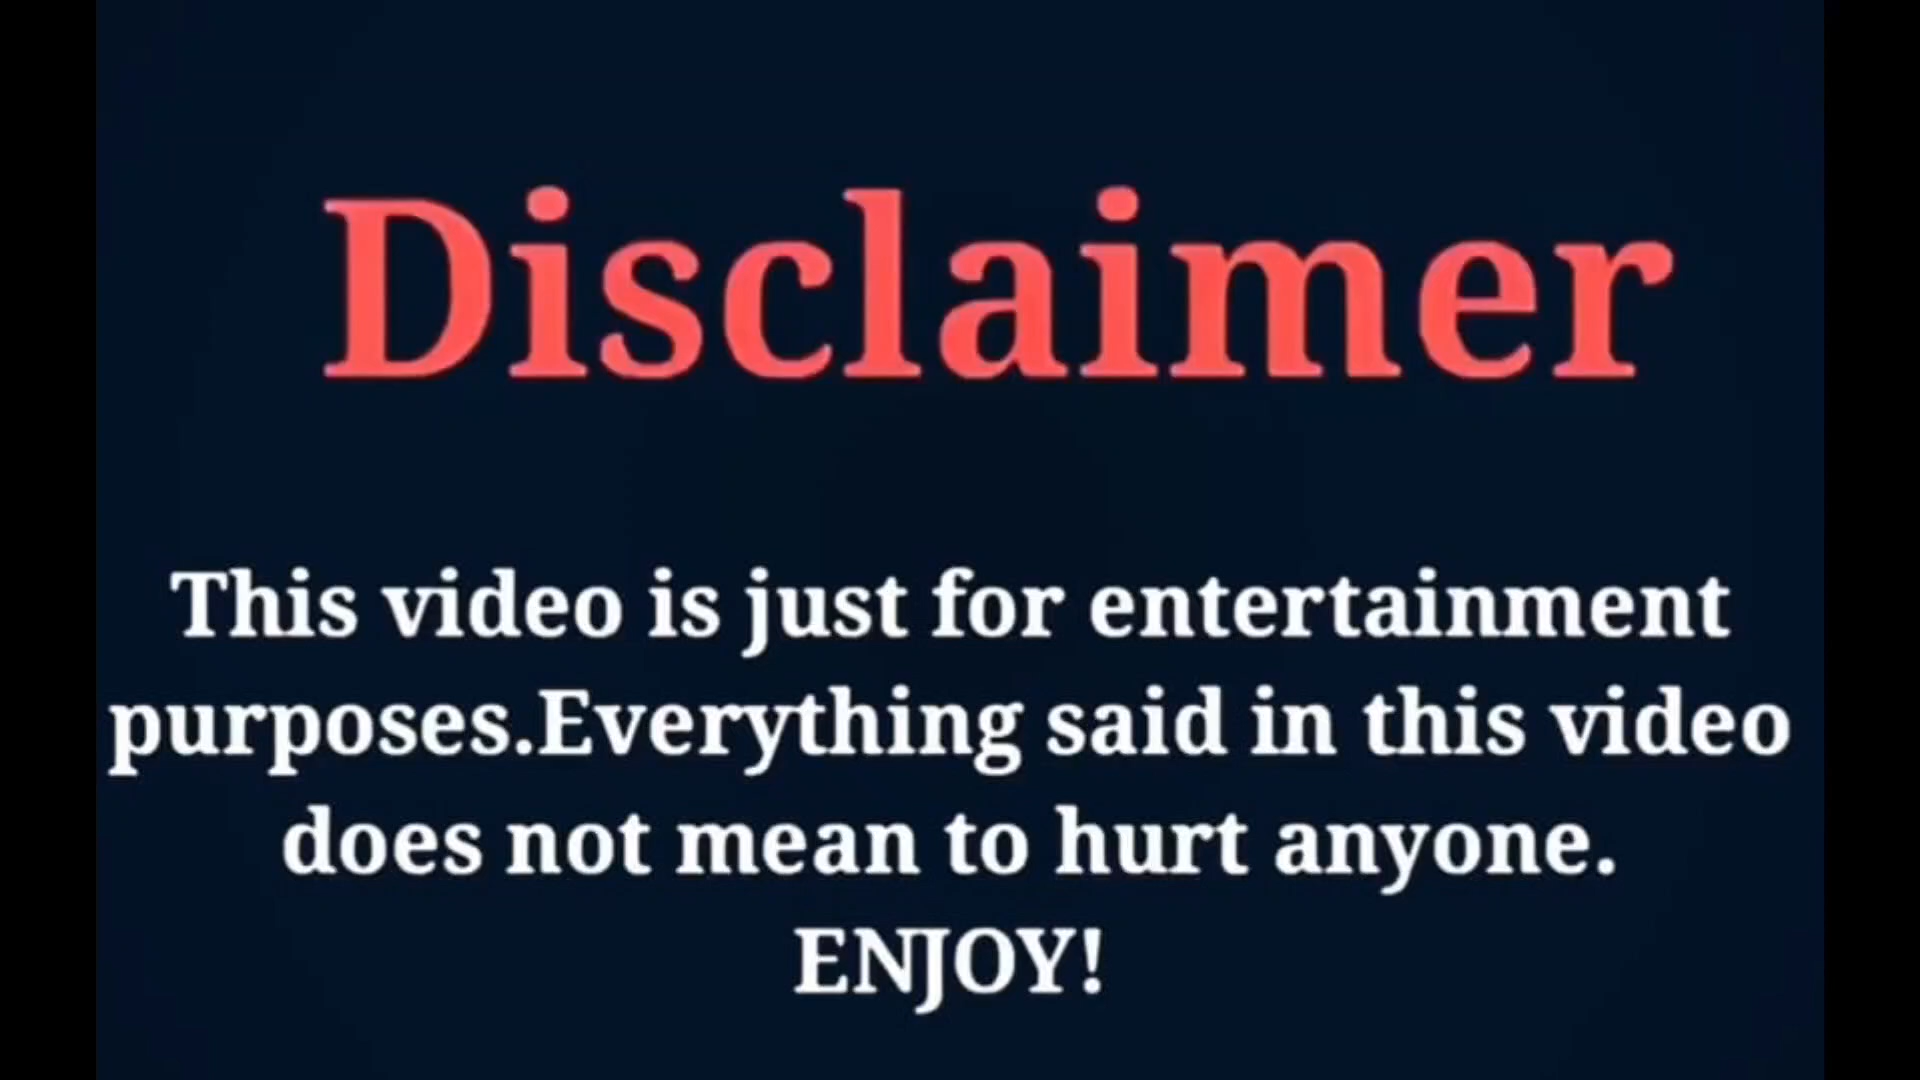 Disclaimer
This video is just for entertainment
purposes.Everything said in this video
does not mean to hurt anyone.
ENJOY!